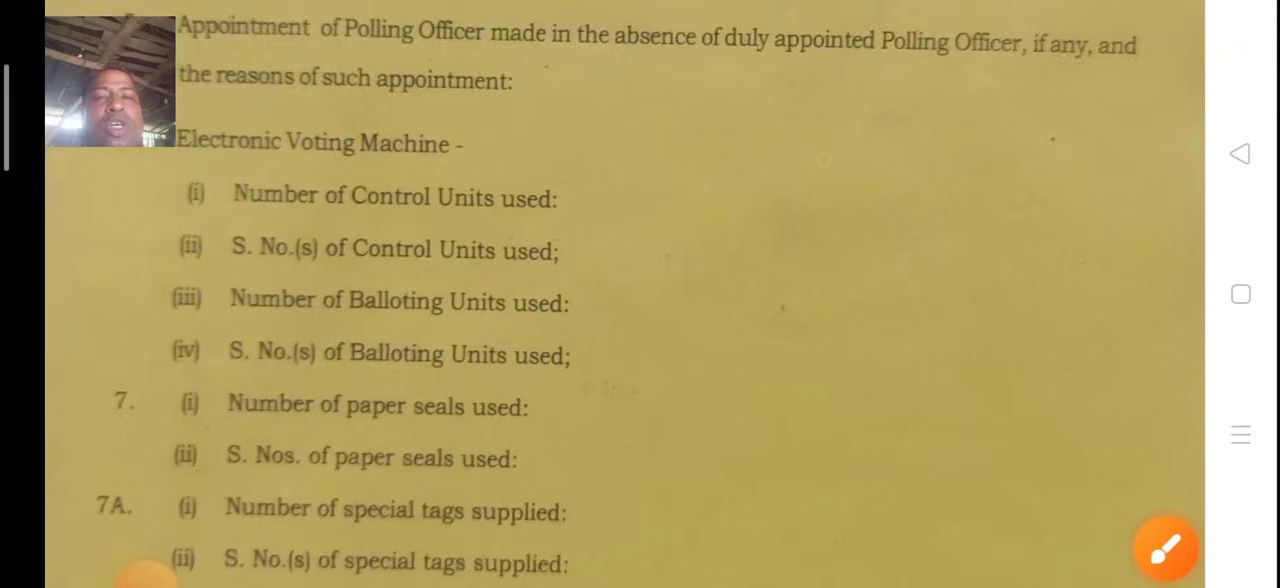 Appointment of Polling Officer made in the absence of duly appointed Polling Officer, if any, and
the reasons of such appointment:
Electronic Voting Machine -
(i) Number of Control Units used:
(ii) S. No.(s) of Control Units used;
(iii) Number of Balloting Units used:
(iv) S. No.(s) of Balloting Units used;
7. (i) Number of paper seals used:
(ii) S. Nos. of paper seals used:
7A. (i) Number of special tags supplied:
(ii) S. No.(s) of special tags supplied: